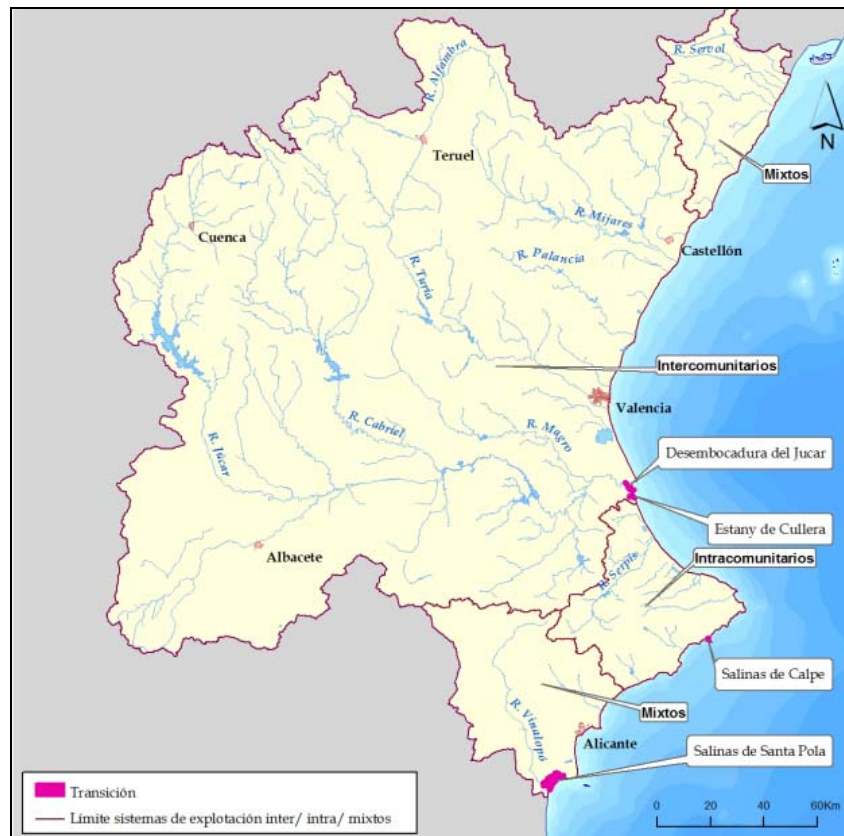 R. Servol
R. Alfambra
N
Teruel
Mixtos
R. Mijares
Cuenca
Castellón
R. Palancia
R. Turia
Intercomunitarios
Valencia
R. Cabriel
R. Magro
R. Júcar
Desembocadura del Jucar
Estany de Cullera
Albacete
Intracomunitarios
R. Serpis
Salinas de Calpe
Mixtos
R. Vinalopó
Alicante
Salinas de Santa Pola
Transición
Límite sistemas de explotación inter/ intra/ mixtos
0 20 40 60Km